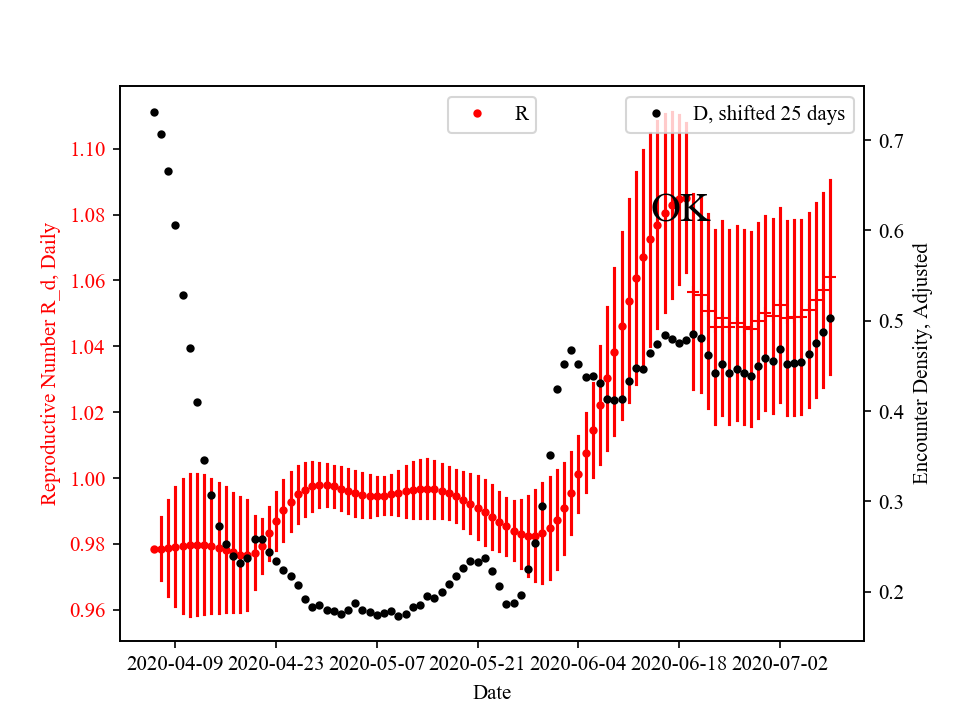 R
D, shifted 25 days
OK
Reproductive Number R_d, Daily
1.10
1.08
1.06
1.04
1.02
1.00
0.98
0.96
0.7
0.6
0.5
0.4
0.3
0.2
Encounter Density, Adjusted
2020-04-09 2020-04-23 2020-05-07 2020-05-21 2020-06-04 2020-06-18 2020-07-02
Date